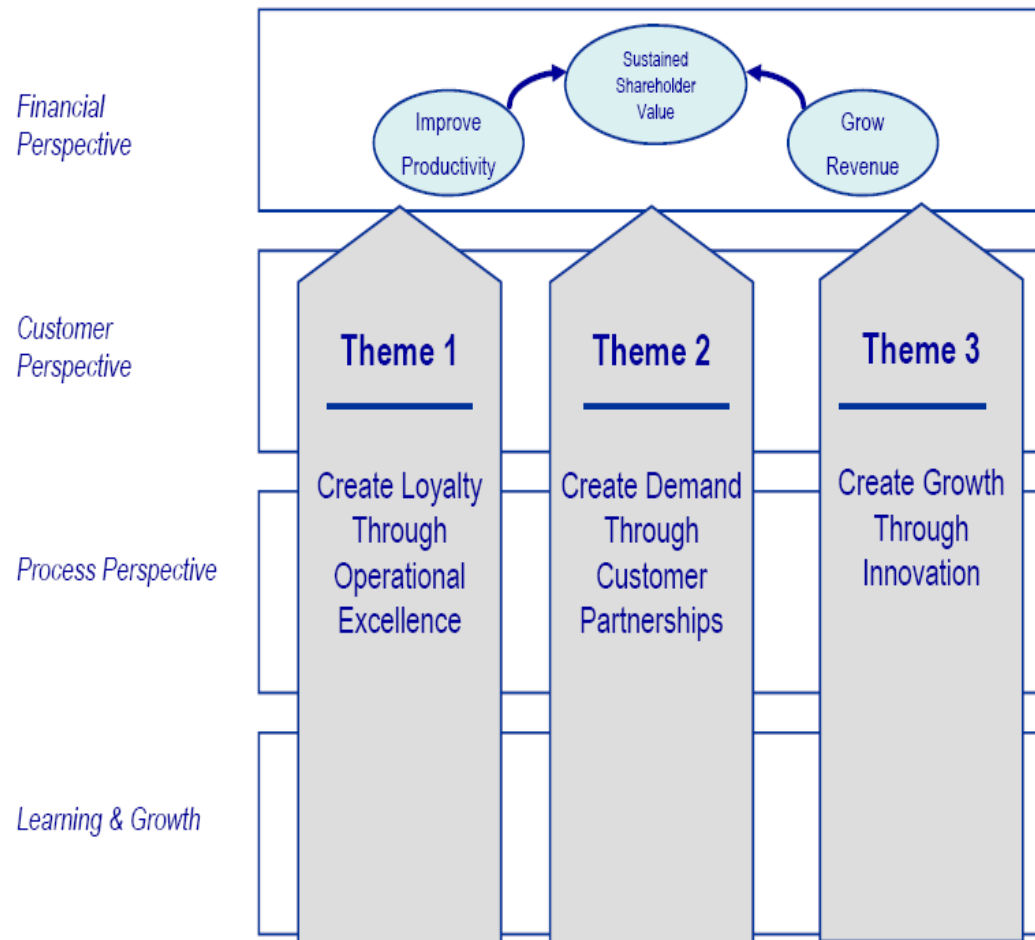 Financial
Perspective
Improve
Productivity
Sustained
Shareholder
Value
Grow
Revenue
Customer
Perspective
Theme 1
Theme 2
Theme 3
Process Perspective
Create Loyalty
Through
Operational
Excellence
Create Demand
Through
Customer
Partnerships
Create Growth
Through
Innovation
Learning & Growth